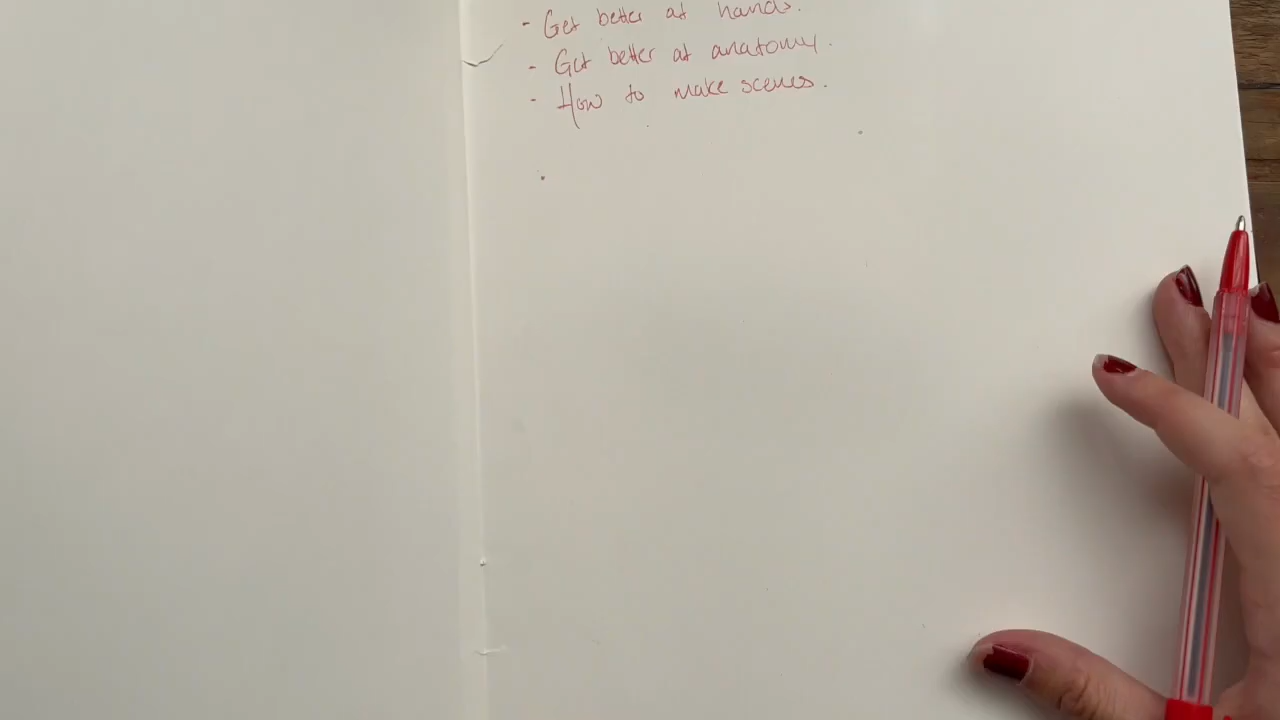 - Get better at hands.
- Get better at anatomy.
- How to make scenes.